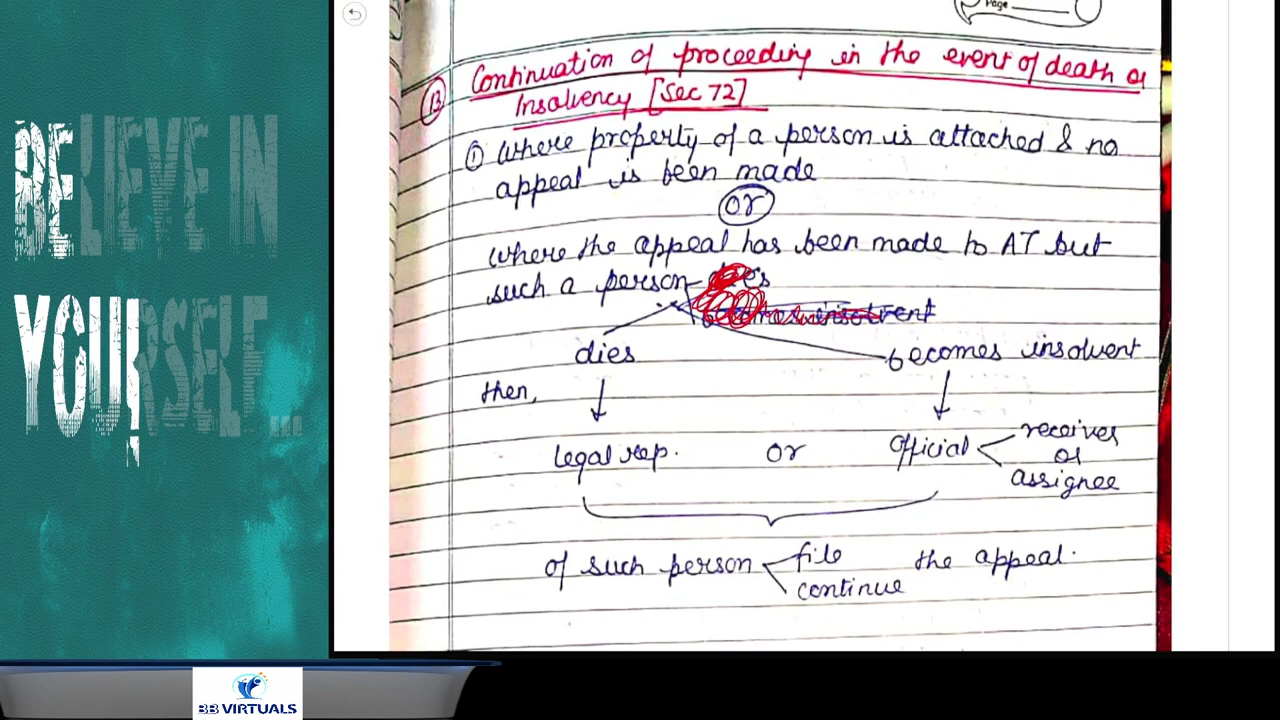 BELIEVE IN
YOURSELF...
Page
13 Continuation of proceeding in the event of death or
Insolvency [Sec 72]
① Where property of a person is attached & no
appeal is been made
or
where the appeal has been made to AT but
such a person
dies becomes insolvent
then,
legal rep. or Official receiver
or
assignee
of such person file the appeal.
continue
BB VIRTUALS